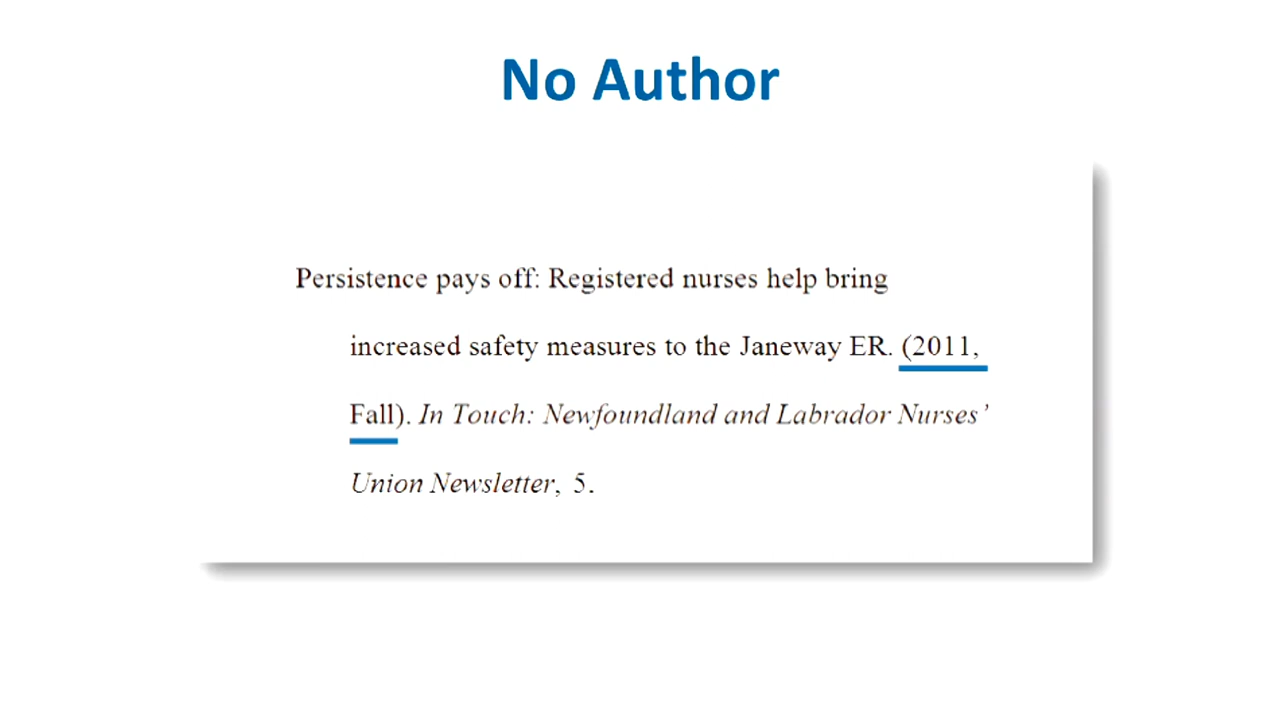 No Author
Persistence pays off: Registered nurses help bring
increased safety measures to the Janeway ER. (2011,
Fall). In Touch: Newfoundland and Labrador Nurses’
Union Newsletter, 5.